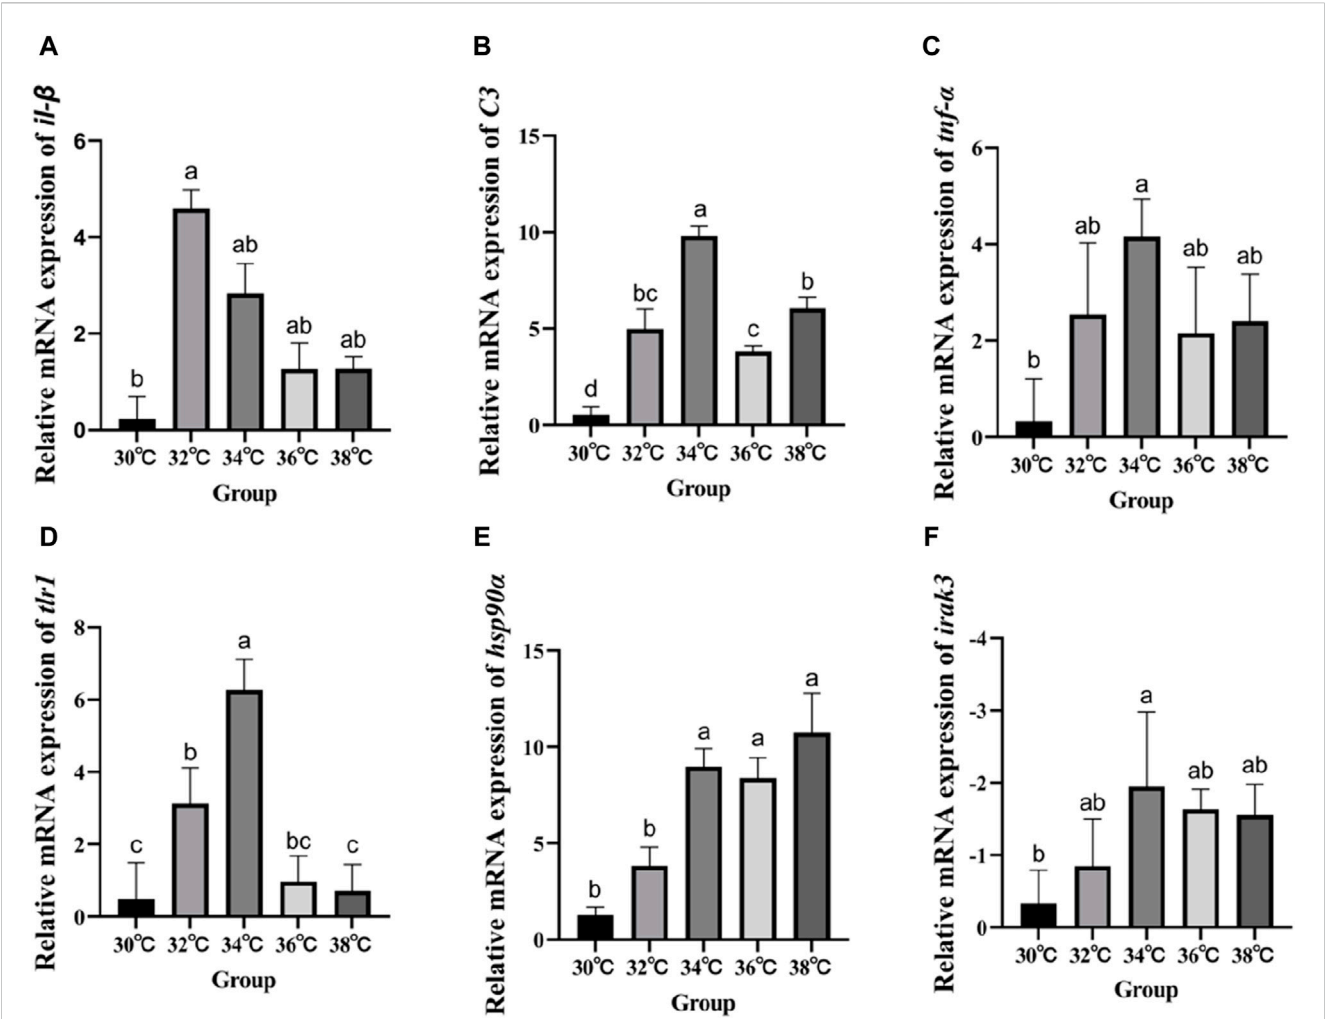 A
Relative mRNA expression of il-β
6
4
2
0
b
a
ab
ab
ab
30℃ 32℃ 34℃ 36℃ 38℃
Group
B
Relative mRNA expression of C3
15
10
5
0
d
bc
a
c
b
30℃ 32℃ 34℃ 36℃ 38℃
Group
C
Relative mRNA expression of tnf-α
6
4
2
0
b
ab
a
ab
ab
30℃ 32℃ 34℃ 36℃ 38℃
Group
D
Relative mRNA expression of tlr1
8
6
4
2
0
c
b
a
bc
c
30℃ 32℃ 34℃ 36℃ 38℃
Group
E
Relative mRNA expression of hsp90α
15
10
5
0
b
b
a
a
a
30℃ 32℃ 34℃ 36℃ 38℃
Group
F
Relative mRNA expression of irak3
-4
-3
-2
-1
0
b
ab
a
ab
ab
30℃ 32℃ 34℃ 36℃ 38℃
Group